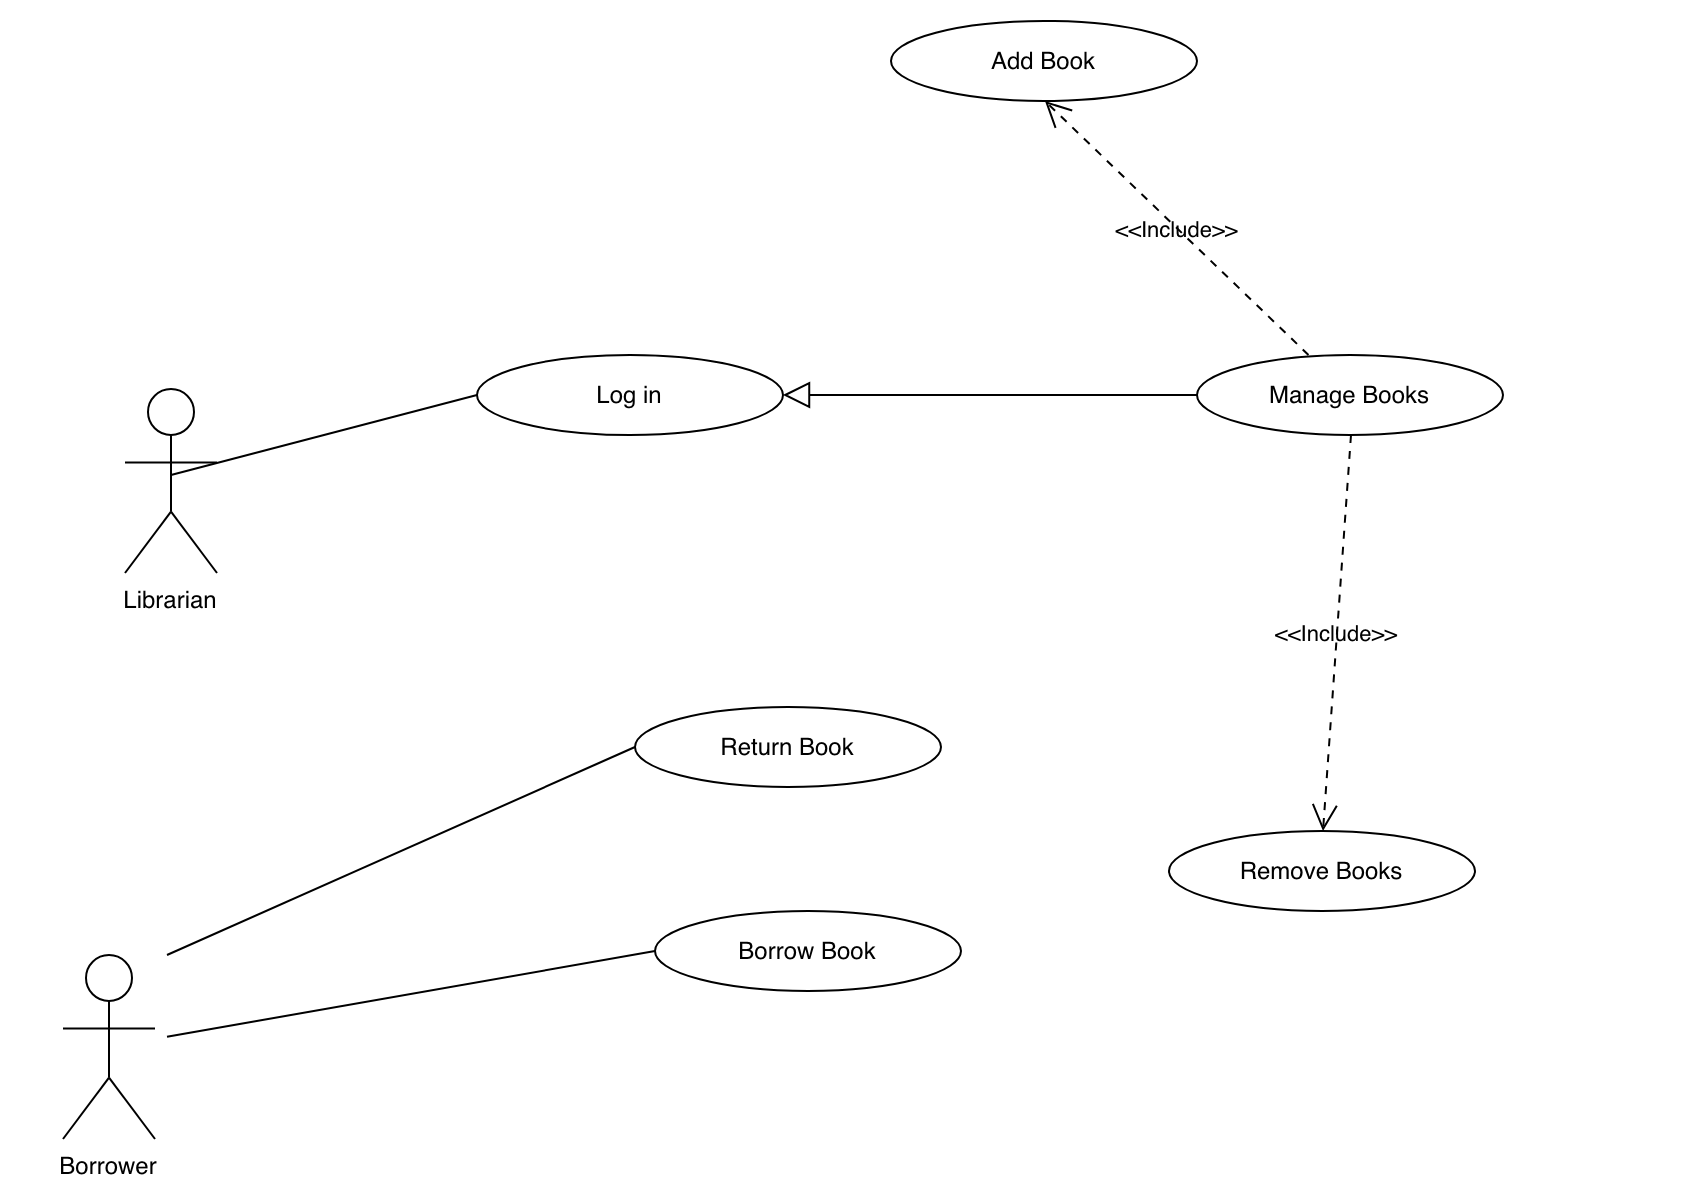 Add Book
<<Include>>
Log in
Manage Books
Librarian
<<Include>>
Return Book
Remove Books
Borrow Book
Borrower